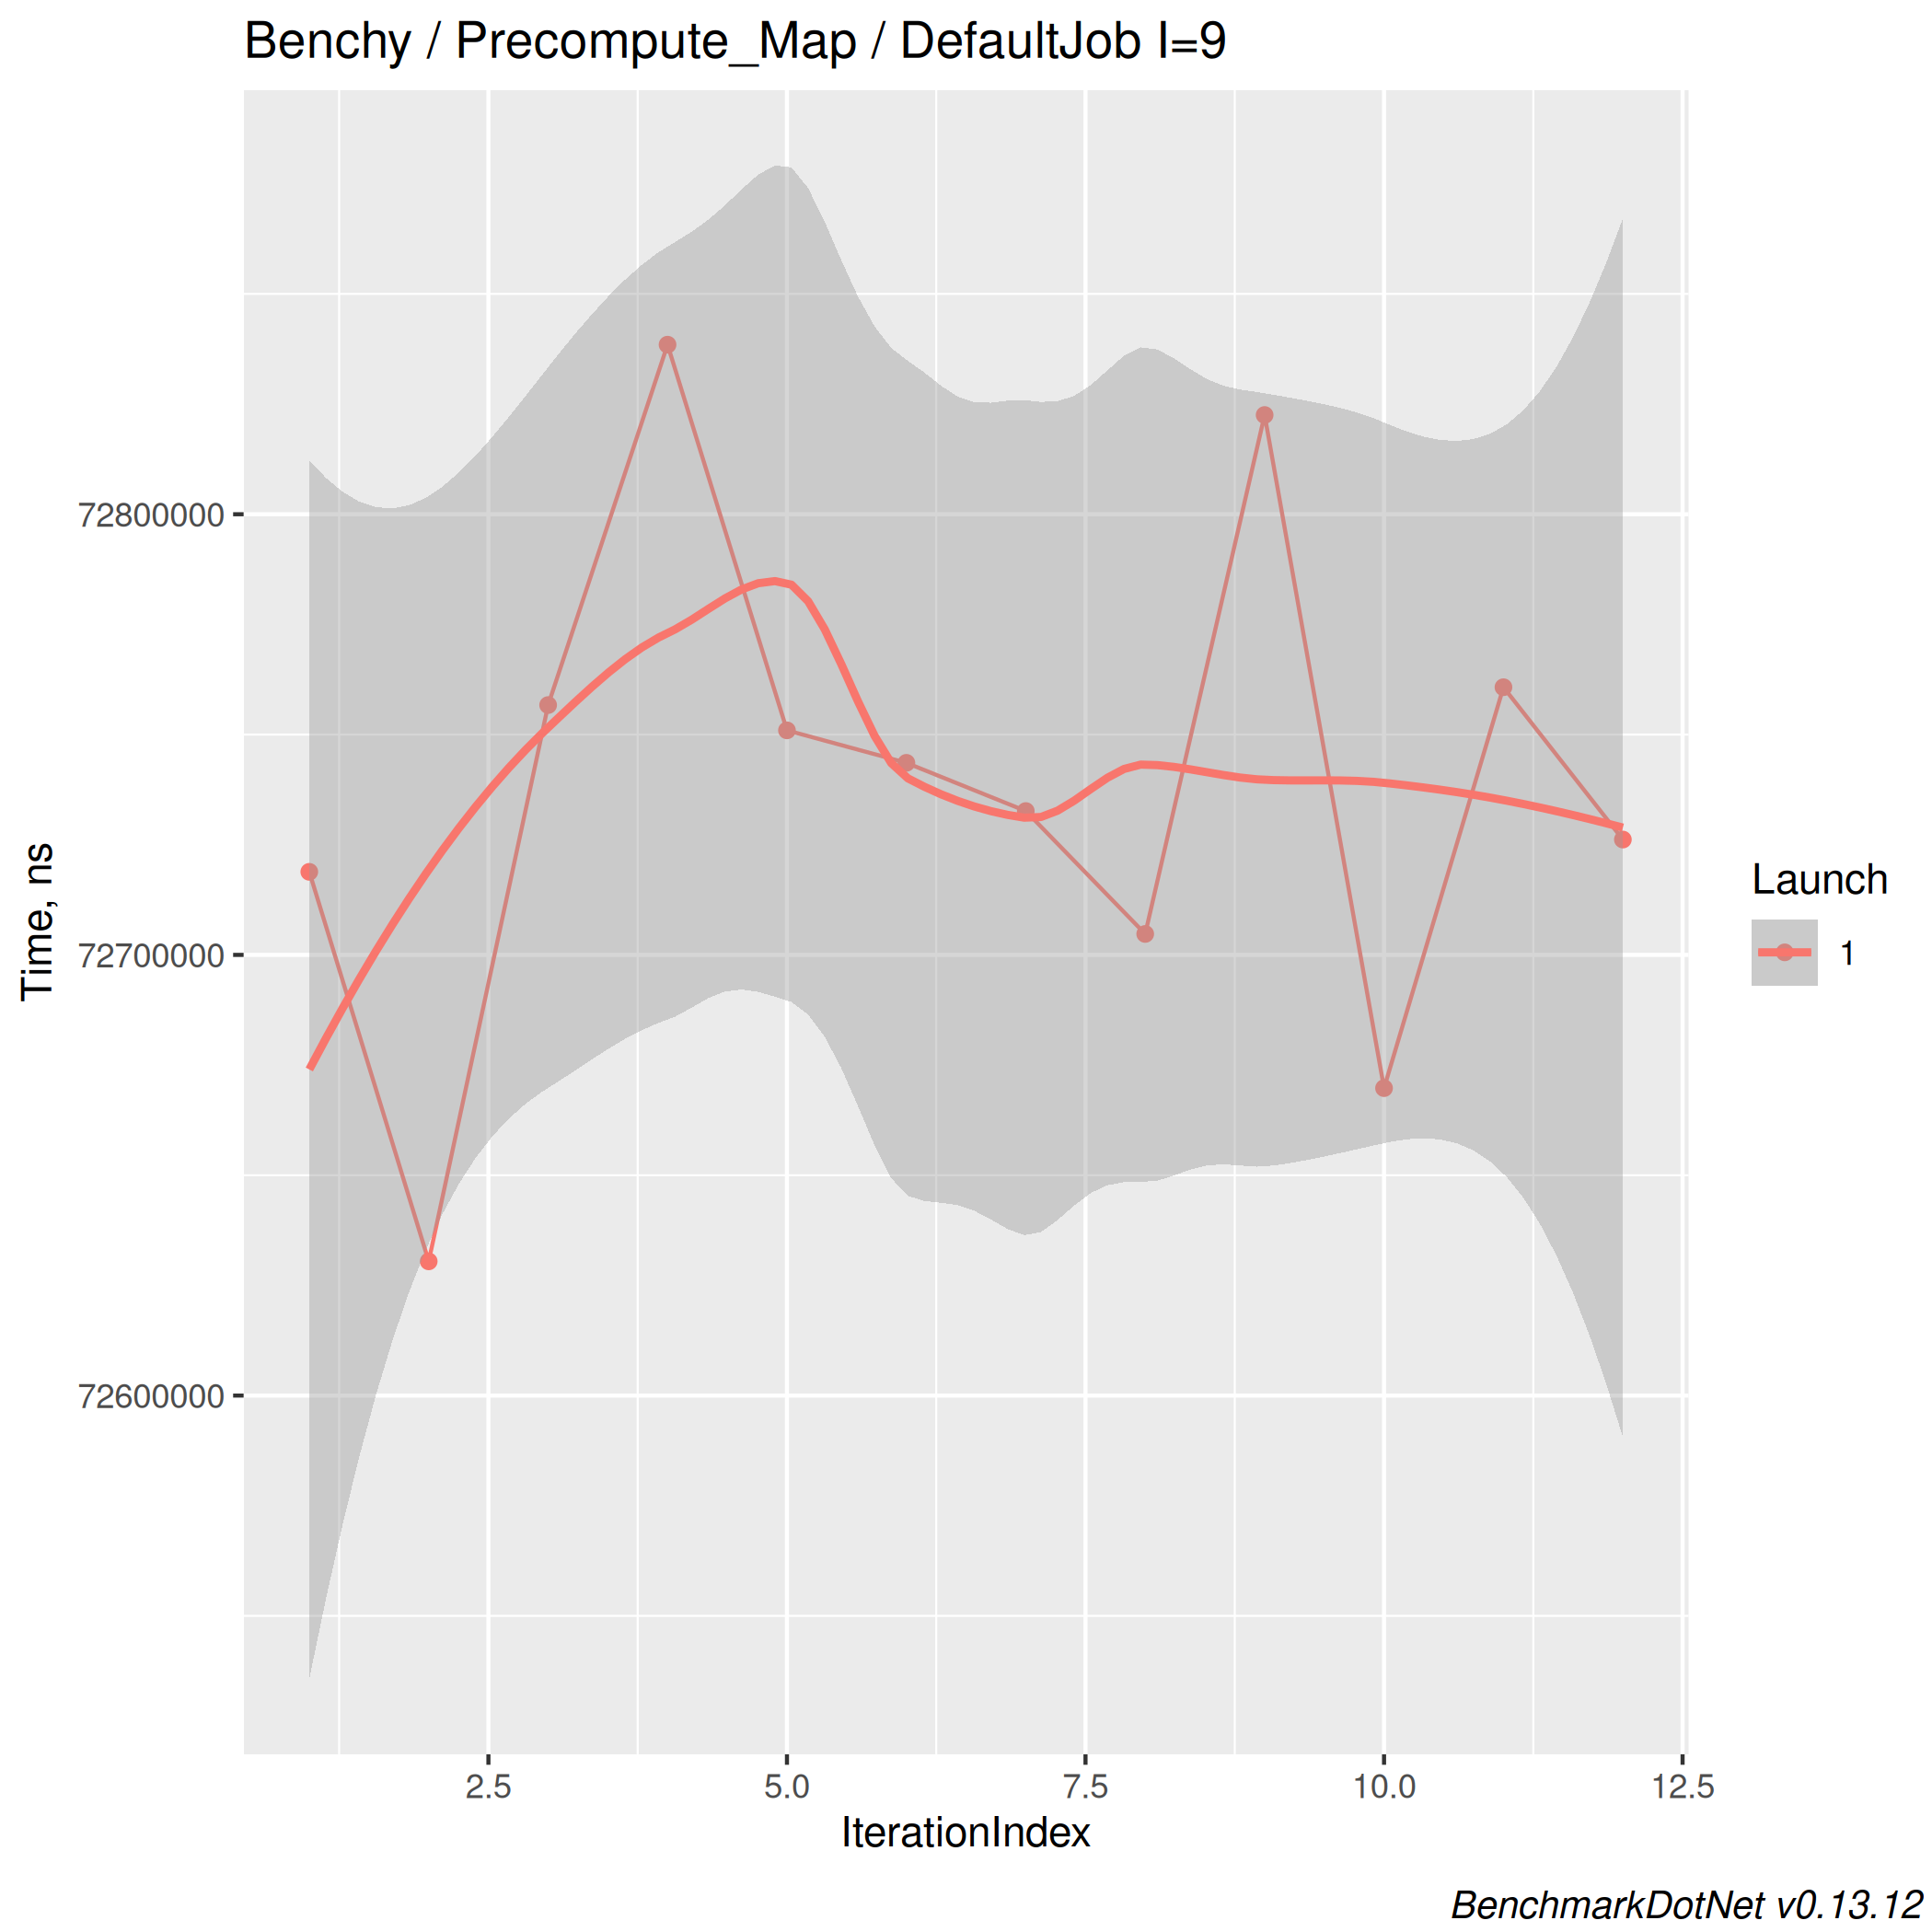 Benchy / Precompute_Map / DefaultJob I=9
Time, ns
72800000
72700000
72600000
2.5 5.0 7.5 10.0 12.5
IterationIndex
Launch
1
BenchmarkDotNet v0.13.12